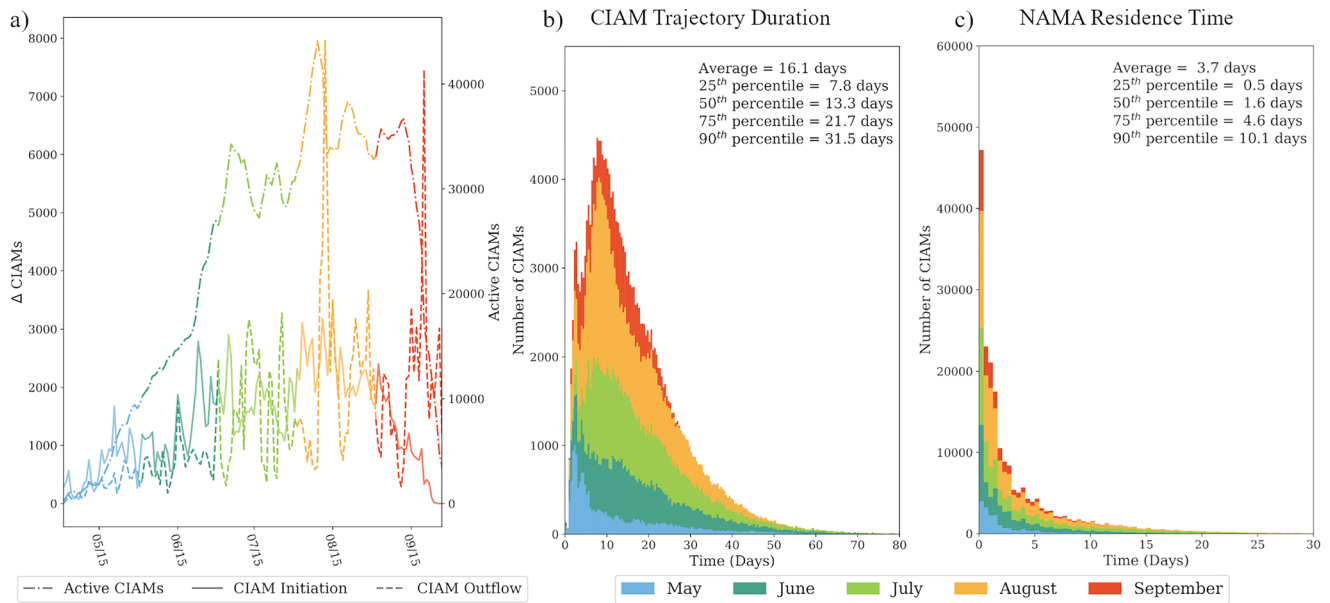 a)
8000
7000
6000
5000
4000
3000
2000
1000
0
Δ CIAMs
40000
30000
20000
10000
0
Active CIAMs
05/15
06/15
07/15
08/15
09/15
Active CIAMs
CIAM Initiation
CIAM Outflow
b)
CIAM Trajectory Duration
Average = 16.1 days
25th percentile = 7.8 days
50th percentile = 13.3 days
75th percentile = 21.7 days
90th percentile = 31.5 days
5000
4000
3000
2000
1000
0
Number of CIAMs
0
10
20
30
40
50
60
70
80
Time (Days)
c)
NAMA Residence Time
Average = 3.7 days
25th percentile = 0.5 days
50th percentile = 1.6 days
75th percentile = 4.6 days
90th percentile = 10.1 days
60000
50000
40000
30000
20000
10000
0
Number of CIAMs
0
5
10
15
20
25
30
Time (Days)
May
June
July
August
September